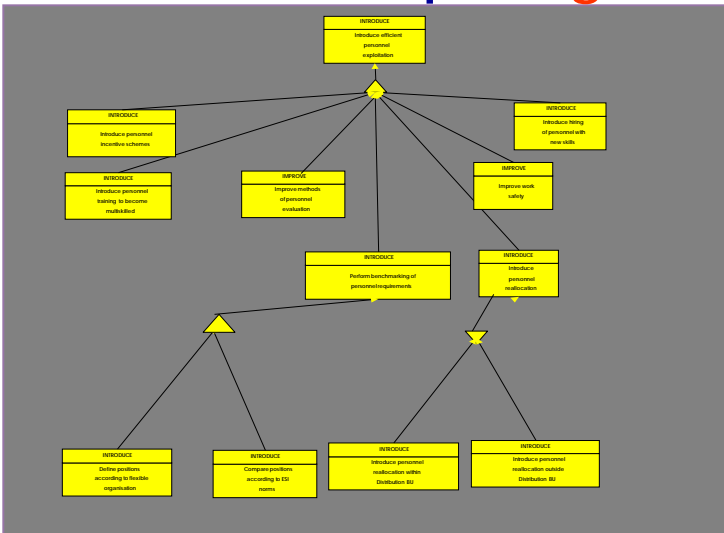 INTRODUCE
Introduce efficient
personnel
exploitation
INTRODUCE
Introduce personnel
incentive schemes
INTRODUCE
Introduce hiring
of personnel with
new skills
INTRODUCE
Introduce personnel
training to become
multiskilled
IMPROVE
Improve methods
of personnel
evaluation
IMPROVE
Improve work
safety
INTRODUCE
Perform benchmarking of
personnel requirements
INTRODUCE
Introduce
personnel
reallocation
INTRODUCE
Define positions
according to flexible
organisation
INTRODUCE
Compare positions
according to ESI
norms
INTRODUCE
Introduce personnel
reallocation within
Distribution BU
INTRODUCE
Introduce personnel
reallocation outside
Distribution BU